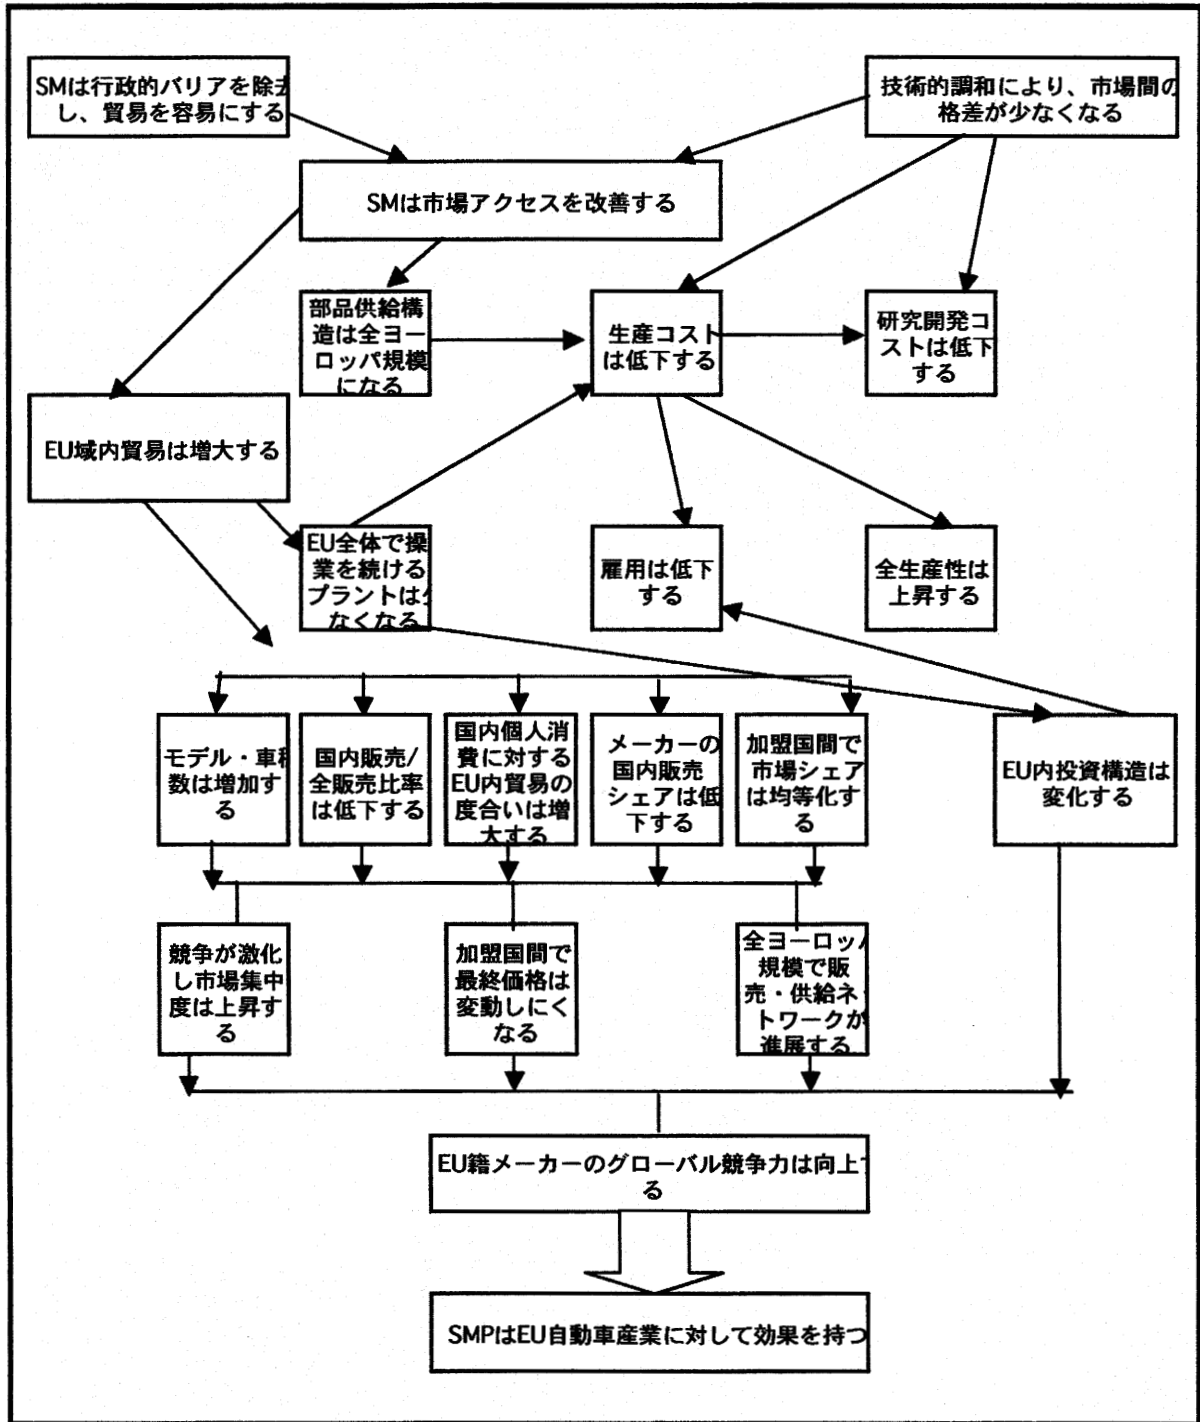 SMは行政的バリアを除去
し、貿易を容易にする
技術的調和により、市場間の
格差が少なくなる
SMは市場アクセスを改善する
部品供給構
造は全ヨー
ロッパ規模
になる
生産コスト
は低下する
研究開発コ
ストは低下
する
EU域内貿易は増大する
EU全体で操
業を続ける
プラントは少
なくなる
雇用は低下
する
全生産性は
上昇する
モデル・車種
数は増加す
る
国内販売/
全販売比率
は低下する
国内個人消
費に対する
EU内貿易の
度合いは増
大する
メーカーの
国内販売
シェアは低
下する
加盟国間で
市場シェア
は均等化す
る
EU内投資構造は
変化する
競争が激化
し市場集中
度は上昇す
る
加盟国間で
最終価格は
変動しにく
くなる
全ヨーロッパ
規模で販
売・供給ネッ
トワークが
進展する
EU籍メーカーのグローバル競争力は向上す
る
SMPはEU自動車産業に対して効果を持つ